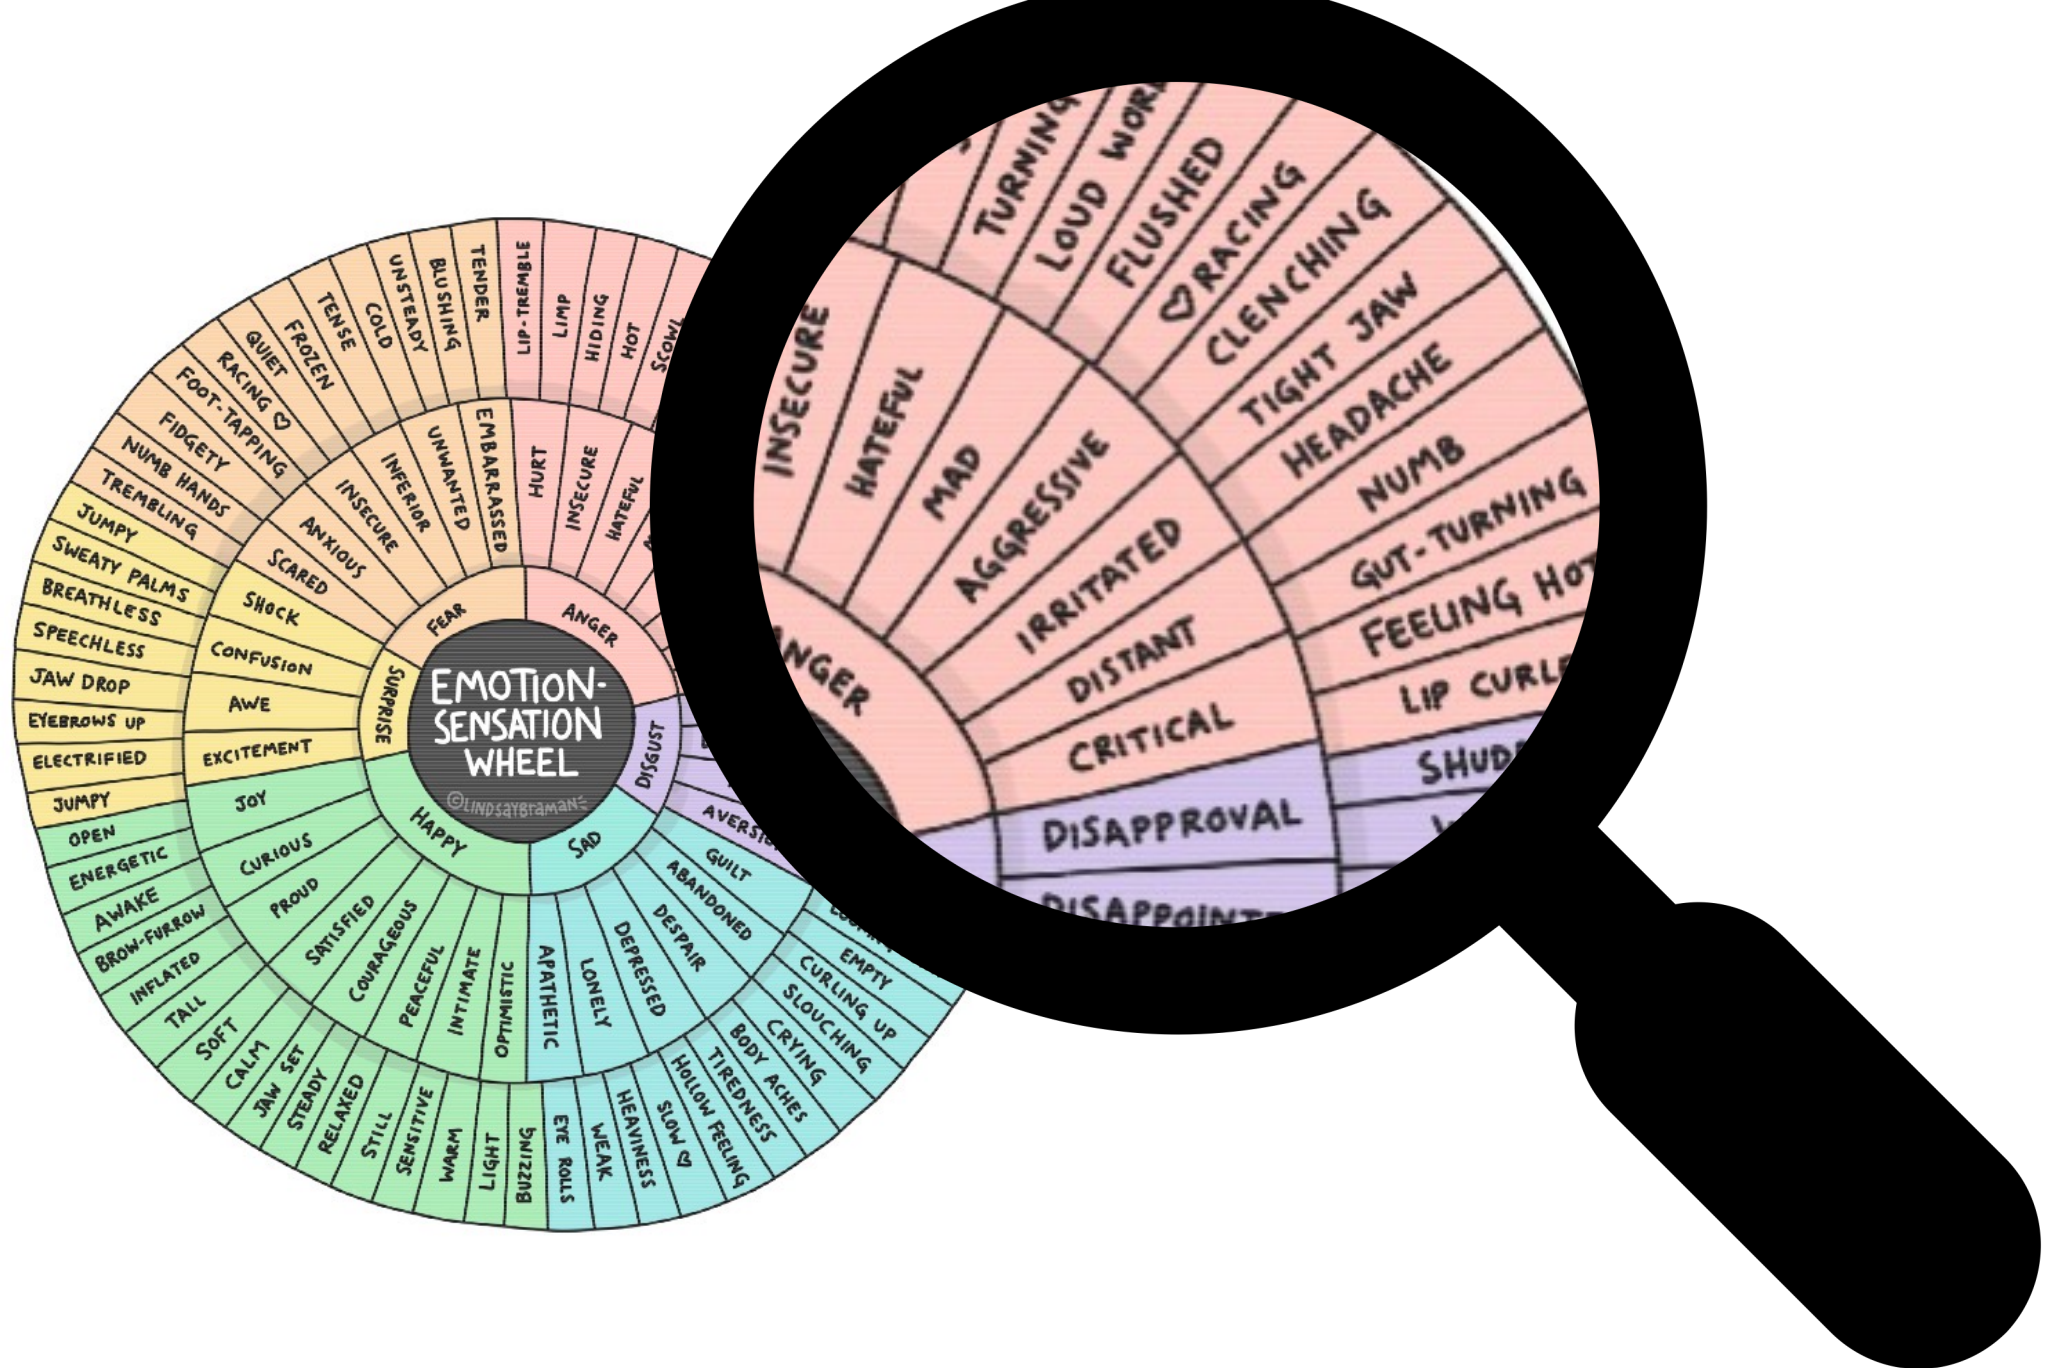 EMOTION-
SENSATION
WHEEL
©LINDSAYBRAMAN
FEAR
ANGER
DISGUST
SAD
HAPPY
SURPRISE
SCARED
ANXIOUS
INSECURE
INFERIOR
UNWANTED
EMBARRASSED
HURT
INSECURE
HATEFUL
GUILT
ABANDONED
DESPAIR
DEPRESSED
LONELY
APATHETIC
OPTIMISTIC
INTIMATE
PEACEFUL
COURAGEOUS
SATISFIED
PROUD
CURIOUS
JOY
EXCITEMENT
AWE
CONFUSION
SHOCK
TREMBLING
NUMB HANDS
FIDGETY
FOOT-TAPPING
RACING ♡
QUIET
FROZEN
TENSE
COLD
UNSTEADY
BLUSHING
TENDER
LIP-TREMBLE
LIMP
HIDING
HOT
SCOWL
EMPTY
CURLING UP
SLOUCHING
CRYING
BODY ACHES
TIREDNESS
HOLLOW FEELING
SLOW ♡
HEAVINESS
WEAK
EYE ROLLS
BUZZING
LIGHT
WARM
SENSITIVE
STILL
RELAXED
STEADY
JAW SET
CALM
SOFT
TALL
INFLATED
BROW-FURROW
AWAKE
ENERGETIC
OPEN
JUMPY
ELECTRIFIED
EYEBROWS UP
JAW DROP
SPEECHLESS
BREATHLESS
SWEATY PALMS
JUMPY
TURNING
LOUD
FLUSHED
♡ RACING
CLENCHING
TIGHT JAW
HEADACHE
NUMB
GUT-TURNING
FEELING HOT
LIP
INSECURE
HATEFUL
MAD
AGGRESSIVE
IRRITATED
DISTANT
CRITICAL
DISAPPROVAL